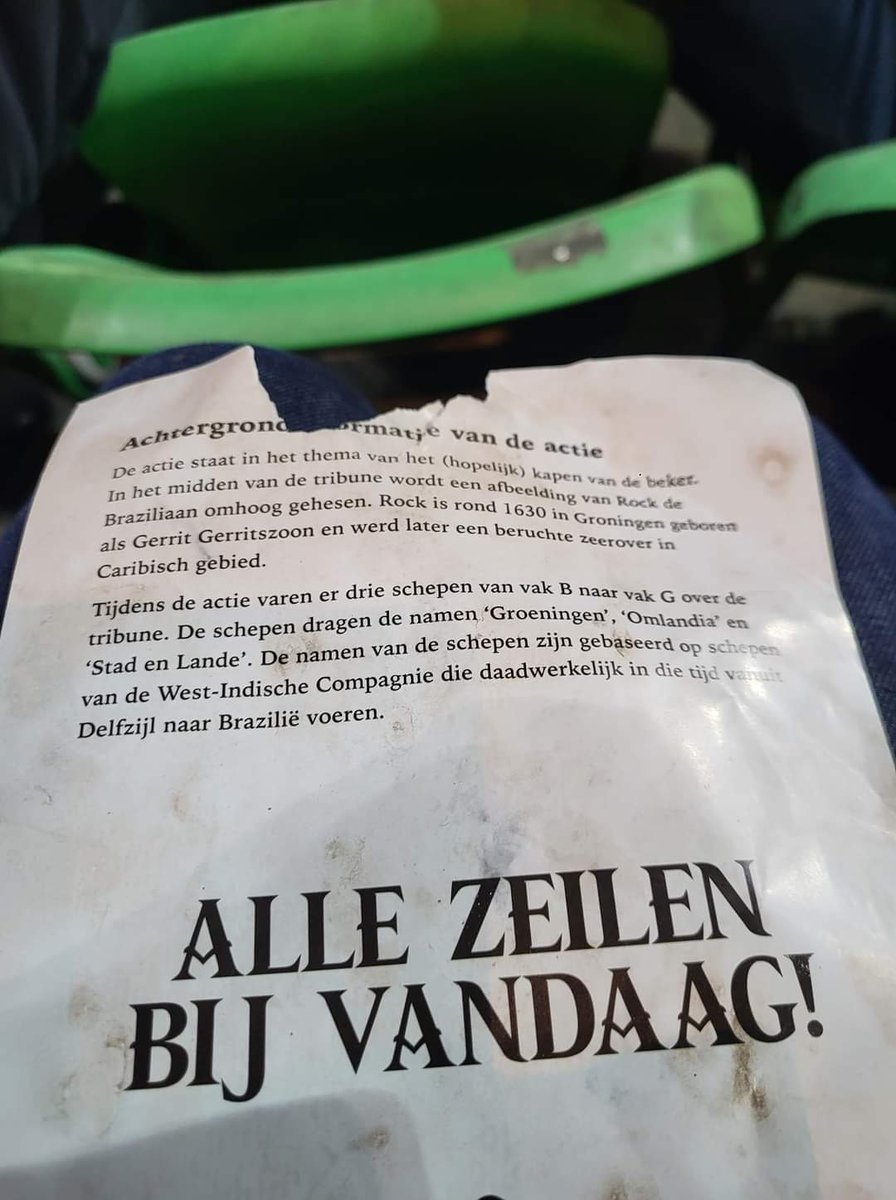 Achtergrond ormatie van de actie
De actie staat in het thema van het (hopelijk) kapen van de beker.
In het midden van de tribune wordt een afbeelding van Rock de
Braziliaan omhoog gehesen. Rock is rond 1630 in Groningen geboren
als Gerrit Gerritszoon en werd later een beruchte zeerover in
Caribisch gebied.
Tijdens de actie varen er drie schepen van vak B naar vak G over de
tribune. De schepen dragen de namen ‘Groeningen’, ‘Omlandia’ en
‘Stad en Lande’. De namen van de schepen zijn gebaseerd op schepen
van de West-Indische Compagnie die daadwerkelijk in die tijd vanuit
Delfzijl naar Brazilië voeren.
ALLE ZEILEN
BIJ VANDAAG!